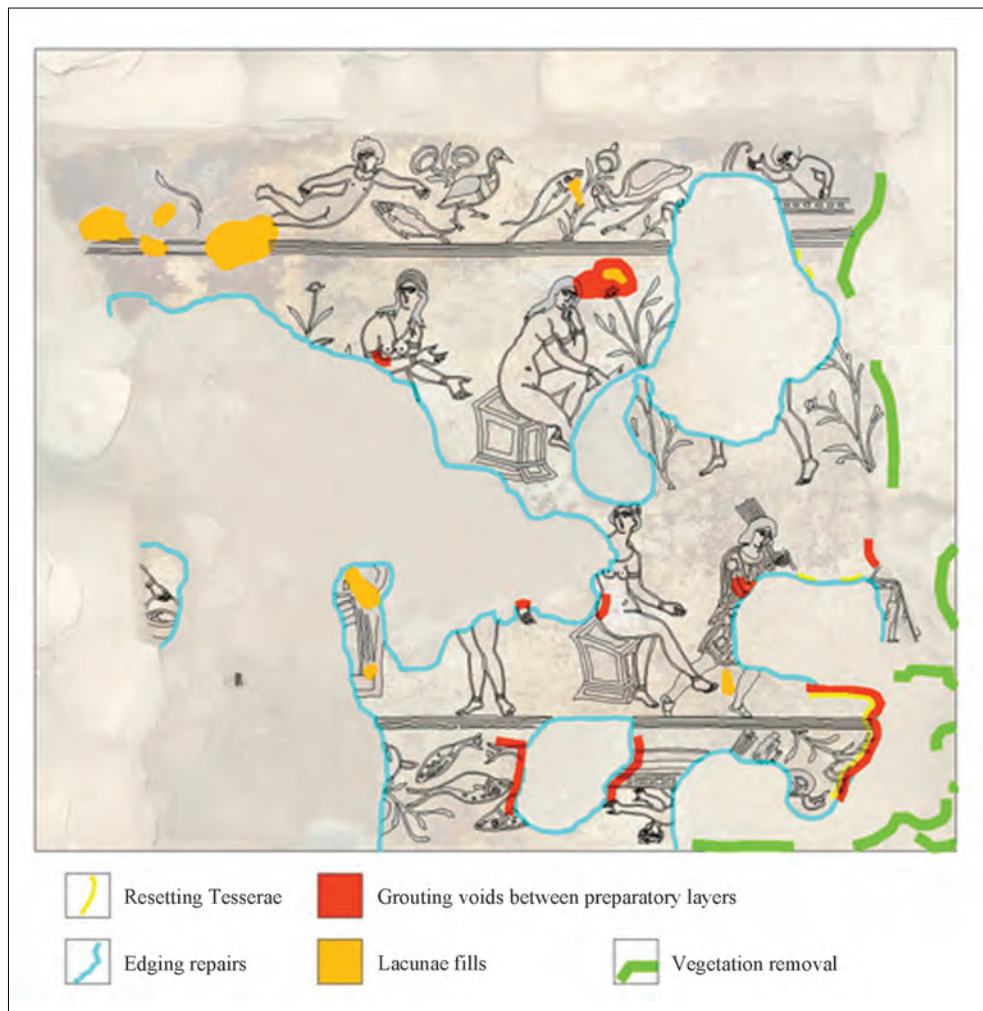 Resetting Tesserae
Grouting voids between preparatory layers
Edging repairs
Lacunae fills
Vegetation removal